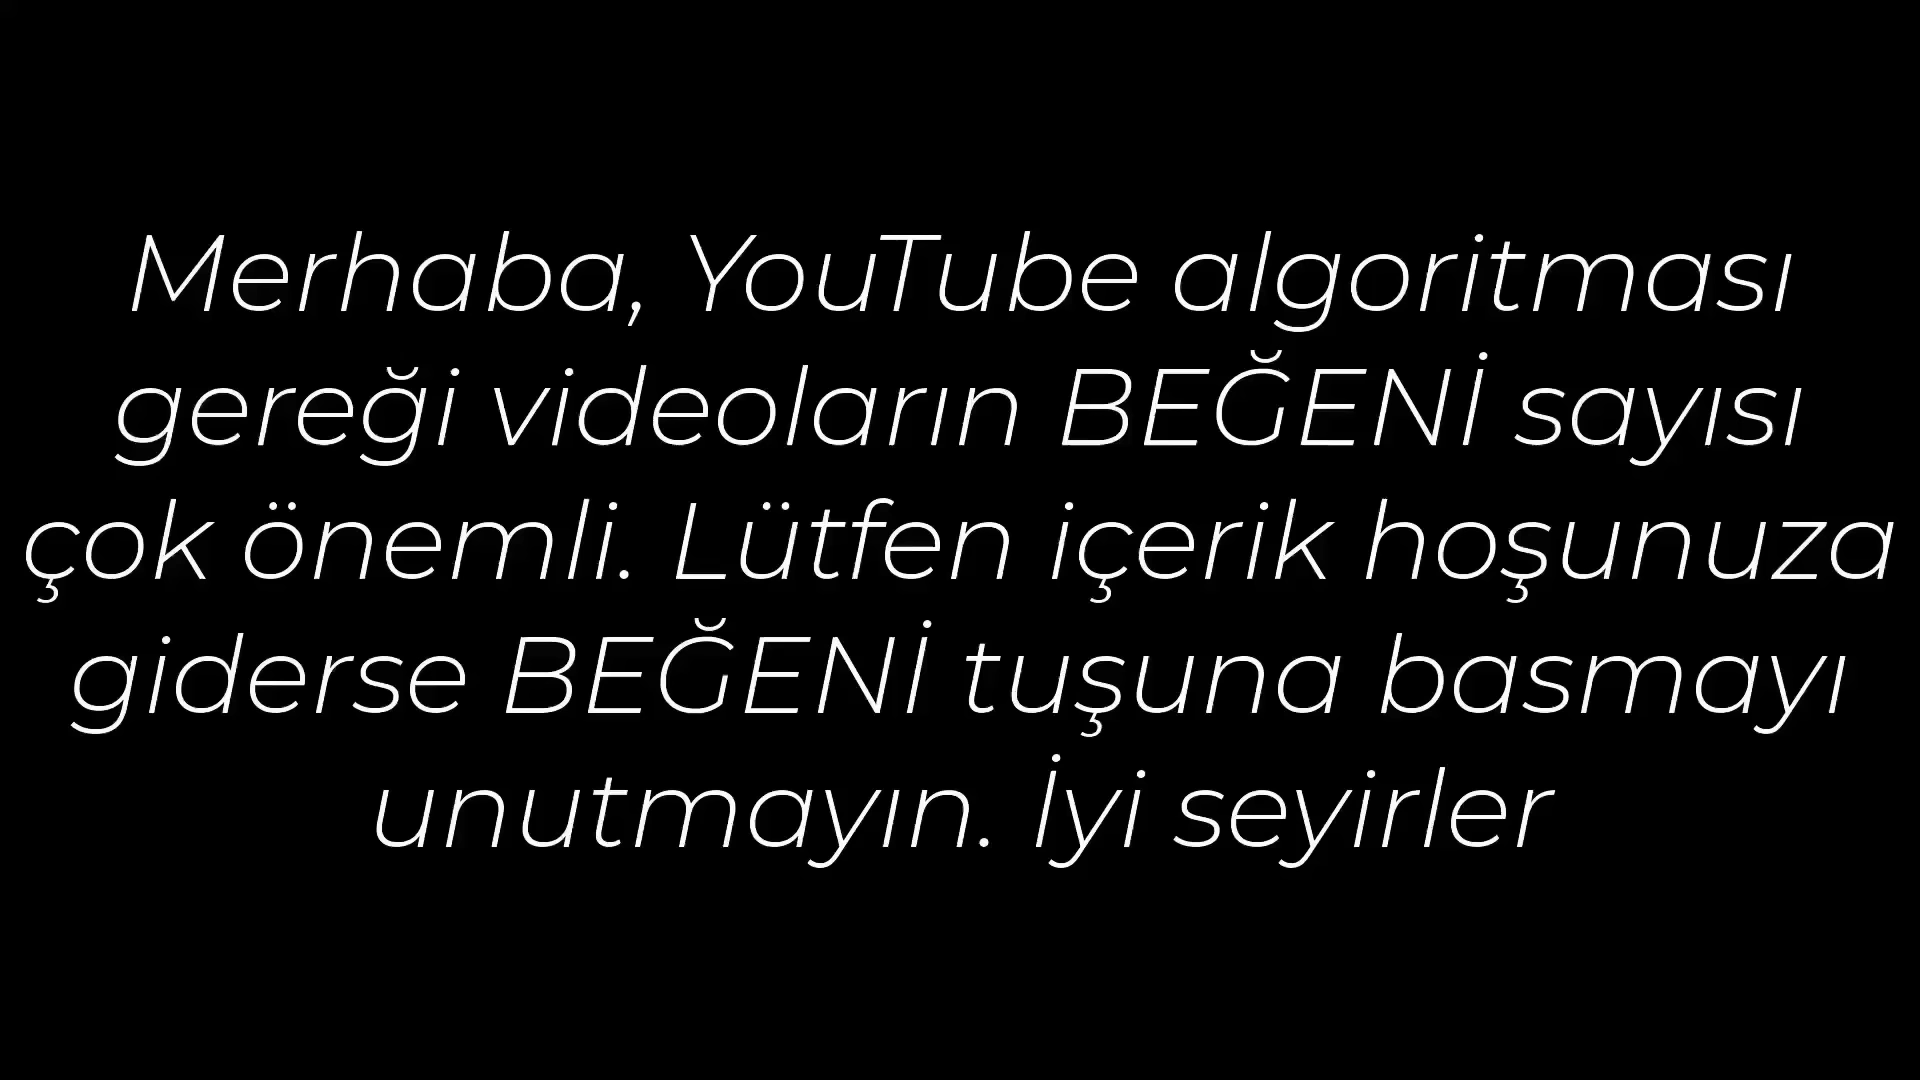 Merhaba, YouTube algoritması
gereği videoların BEĞENİ sayısı
çok önemli. Lütfen içerik hoşunuza
giderse BEĞENİ tuşuna basmayı
unutmayın. İyi seyirler